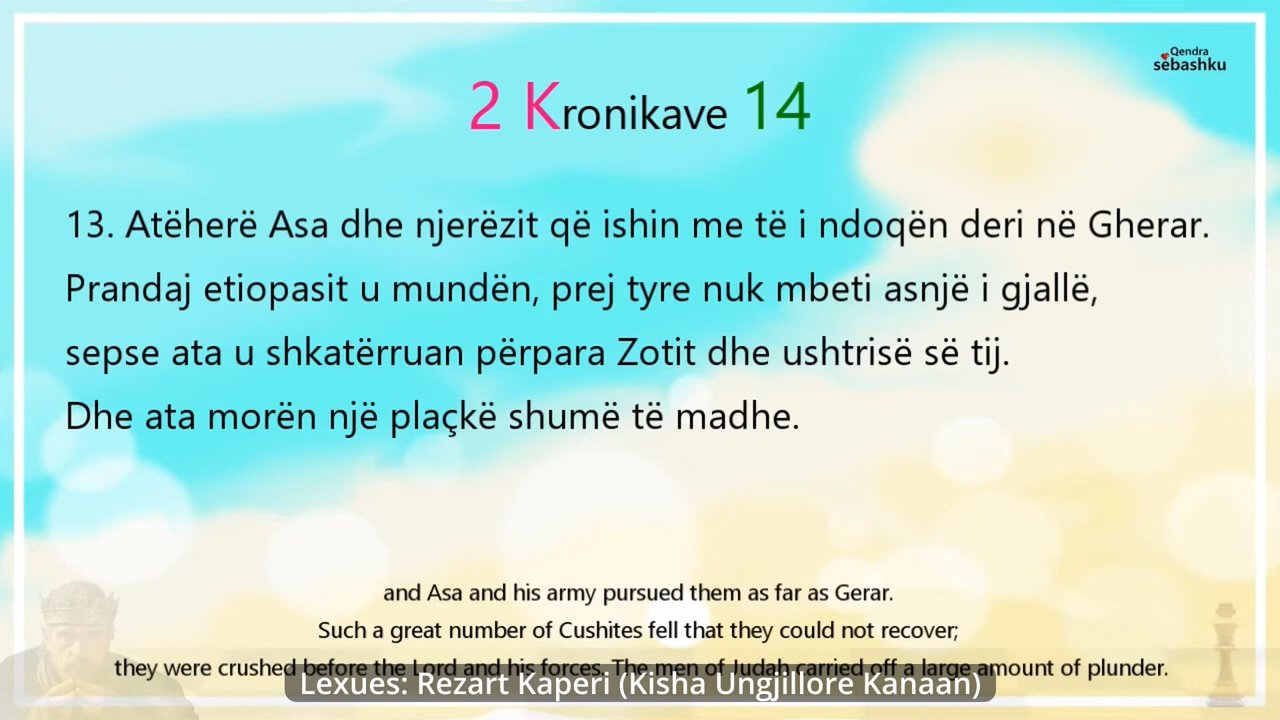 Qendra
sëbashku
2 Kronikave 14
13. Atëherë Asa dhe njerëzit që ishin me të i ndoqën deri në Gherar.
Prandaj etiopasit u mundën, prej tyre nuk mbeti asnjë i gjallë,
sepse ata u shkatërruan përpara Zotit dhe ushtrisë së tij.
Dhe ata morën një plaçkë shumë të madhe.
and Asa and his army pursued them as far as Gerar.
Such a great number of Cushites fell that they could not recover;
they were crushed before the Lord and his forces. The men of Judah carried off a large amount of plunder.
Lexues: Rezart Kaperi (Kisha Ungjillore Kanaan)